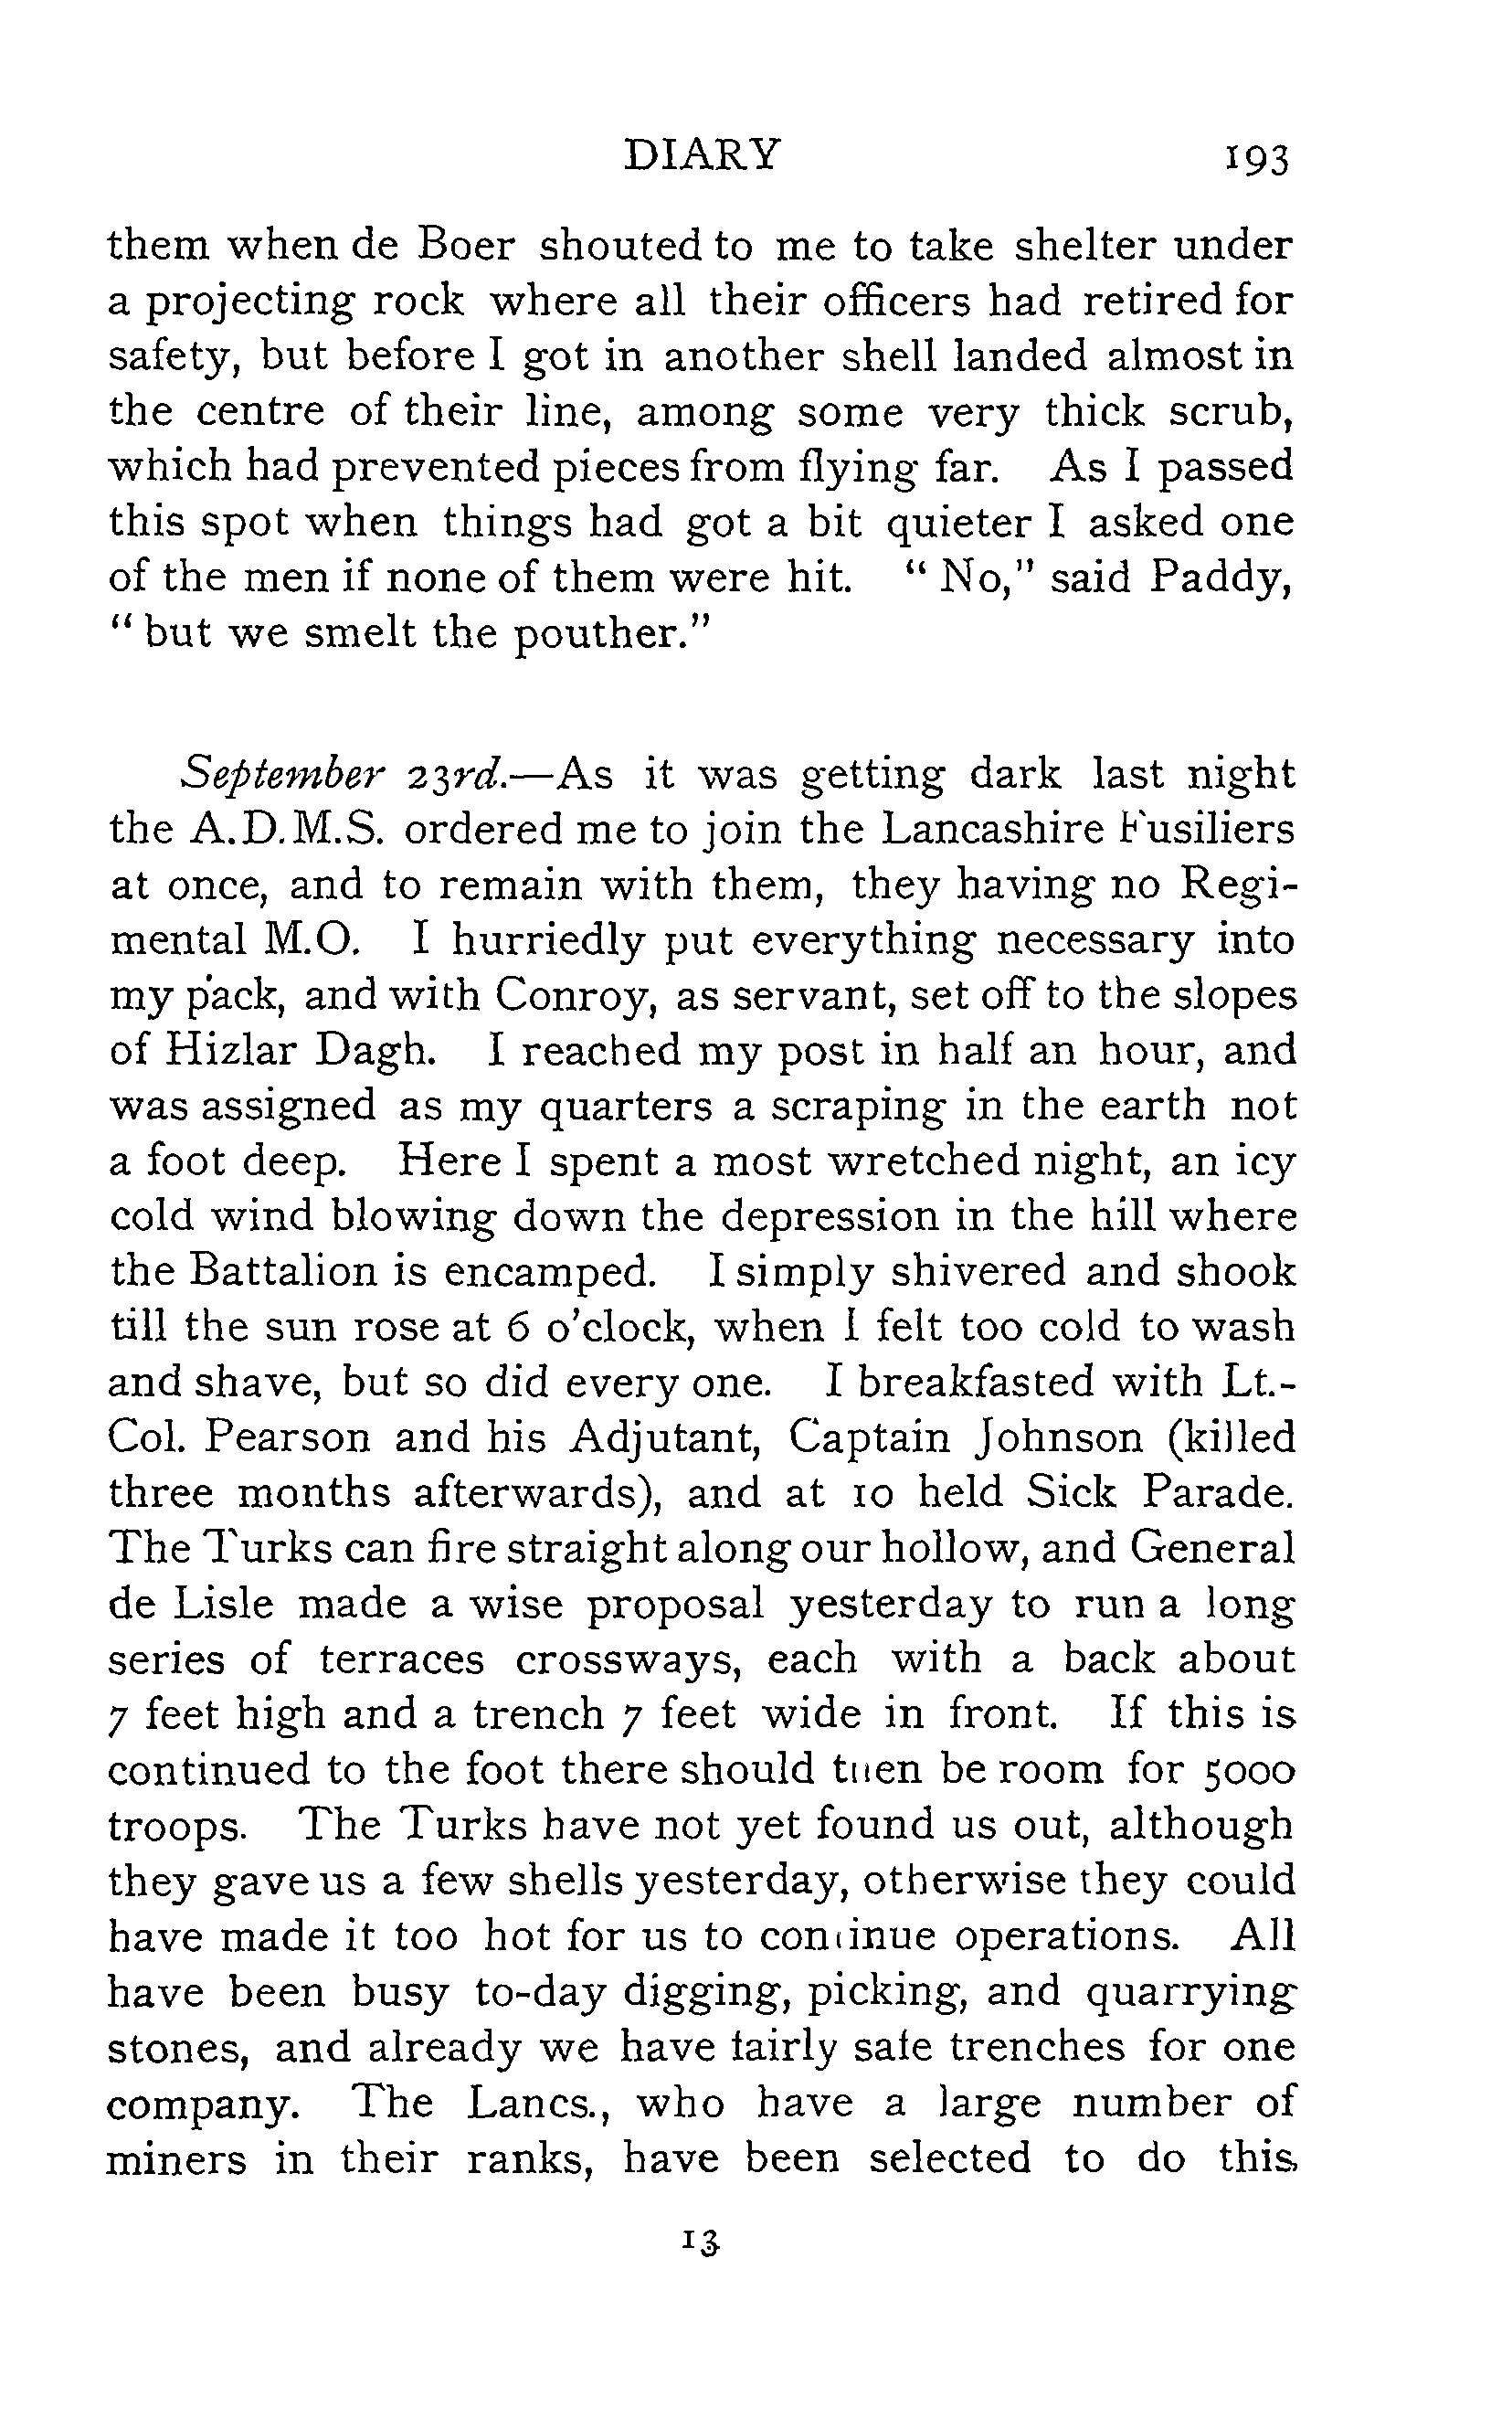 DIARY 193
them when de Boer shouted to me to take shelter under
a projecting rock where all their officers had retired for
safety, but before I got in another shell landed almost in
the centre of their line, among some very thick scrub,
which had prevented pieces from flying far. As I passed
this spot when things had got a bit quieter I asked one
of the men if none of them were hit. “ No,” said Paddy,
“ but we smelt the pouther.”
September 23rd.—As it was getting dark last night
the A.D.M.S. ordered me to join the Lancashire Fusiliers
at once, and to remain with them, they having no Regi-
mental M.O. I hurriedly put everything necessary into
my pack, and with Conroy, as servant, set off to the slopes
of Hizlar Dagh. I reached my post in half an hour, and
was assigned as my quarters a scraping in the earth not
a foot deep. Here I spent a most wretched night, an icy
cold wind blowing down the depression in the hill where
the Battalion is encamped. I simply shivered and shook
till the sun rose at 6 o’clock, when I felt too cold to wash
and shave, but so did every one. I breakfasted with Lt.-
Col. Pearson and his Adjutant, Captain Johnson (killed
three months afterwards), and at 10 held Sick Parade.
The Turks can fire straight along our hollow, and General
de Lisle made a wise proposal yesterday to run a long
series of terraces crossways, each with a back about
7 feet high and a trench 7 feet wide in front. If this is
continued to the foot there should then be room for 5000
troops. The Turks have not yet found us out, although
they gave us a few shells yesterday, otherwise they could
have made it too hot for us to continue operations. All
have been busy to-day digging, picking, and quarrying
stones, and already we have fairly safe trenches for one
company. The Lancs., who have a large number of
miners in their ranks, have been selected to do this
13